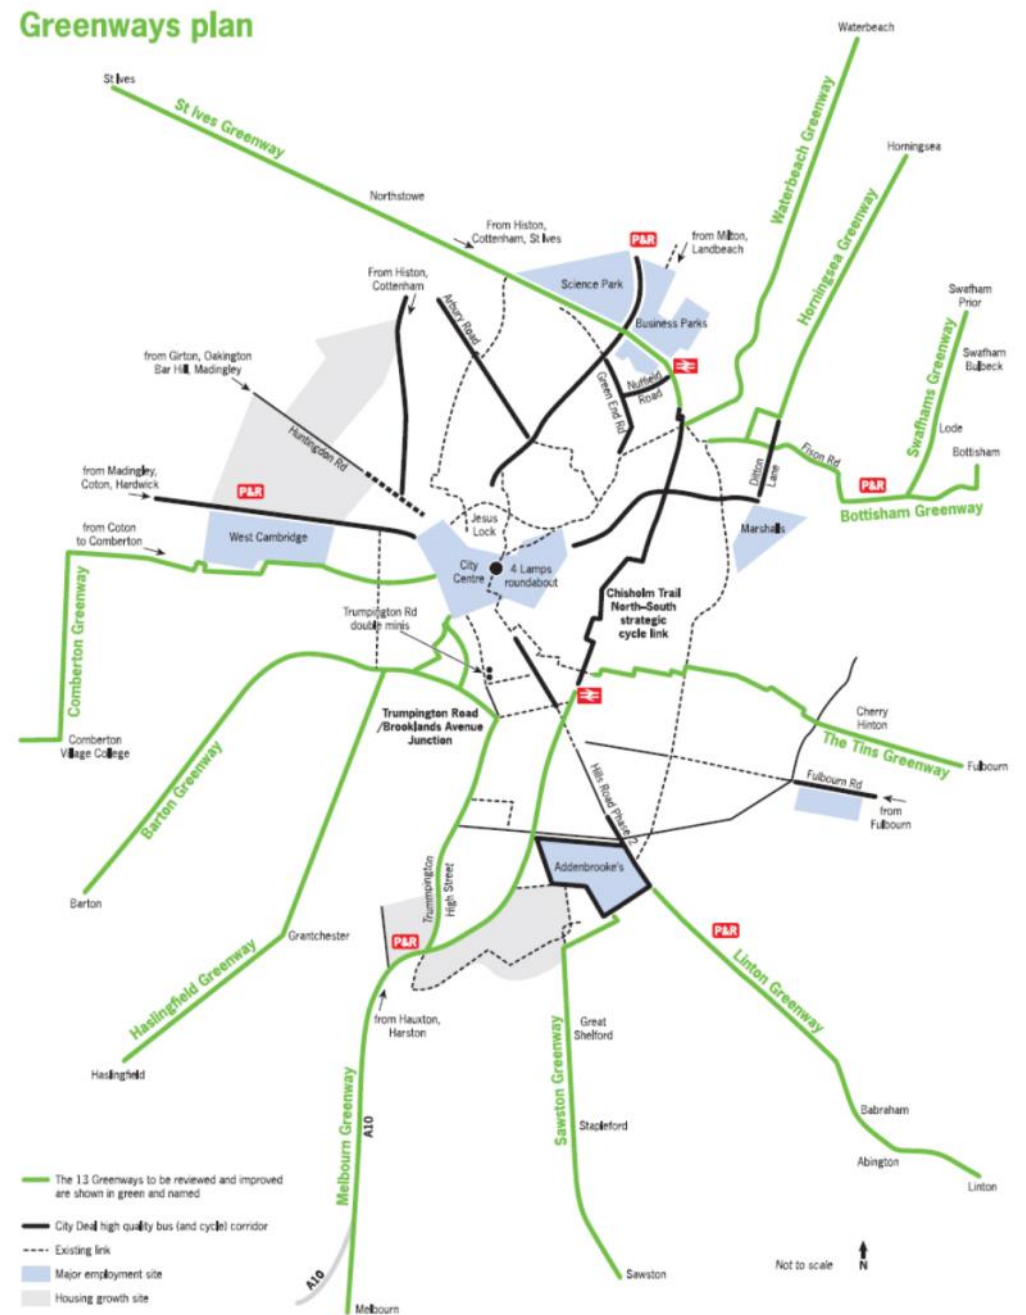 Greenways plan
Waterbeach
St Ives
St Ives Greenway
Waterbeach Greenway
Horningsea
Horningsea Greenway
Northstowe
From Histon,
Cottenham, St Ives
P&R
from Milton,
Landbeach
Science Park
Business Parks
From Histon,
Cottenham
Arbury Road
Swafham
Prior
Swafham
Bulbeck
Swafhams Greenway
from Girton, Oakington
Bar Hill, Madingley
Green End Rd
Nuffield
Road
Huntingdon Rd
Lode
Bottisham
Fison Rd
Ditton
Lane
P&R
Bottisham Greenway
from Madingley,
Coton, Hardwick
P&R
from Coton
to Comberton
West Cambridge
Jesus
Lock
Marshalls
City
Centre
4 Lamps
roundabout
Comberton Greenway
Trumpington Rd
double minis
Chisholm Trail
North–South
strategic
cycle link
Trumpington Road
/Brooklands Avenue
Junction
Comberton
Village College
Cherry
Hinton
The Tins Greenway
Fulbourn
Barton Greenway
Hills Road Phase 2
Fulbourn Rd
from
Fulbourn
Addenbrooke's
Trummpington
High Street
Barton
Grantchester
P&R
P&R
Linton Greenway
Haslingfield Greenway
from Hauxton,
Harston
Great
Shelford
Haslingfield
Melbourn Greenway
A10
Sawston Greenway
Stapleford
Babraham
Abington
Linton
The 13 Greenways to be reviewed and improved
are shown in green and named
City Deal high quality bus (and cycle) corridor
Existing link
Major employment site
Housing growth site
A10
Not to scale
N
Sawston
Melbourn